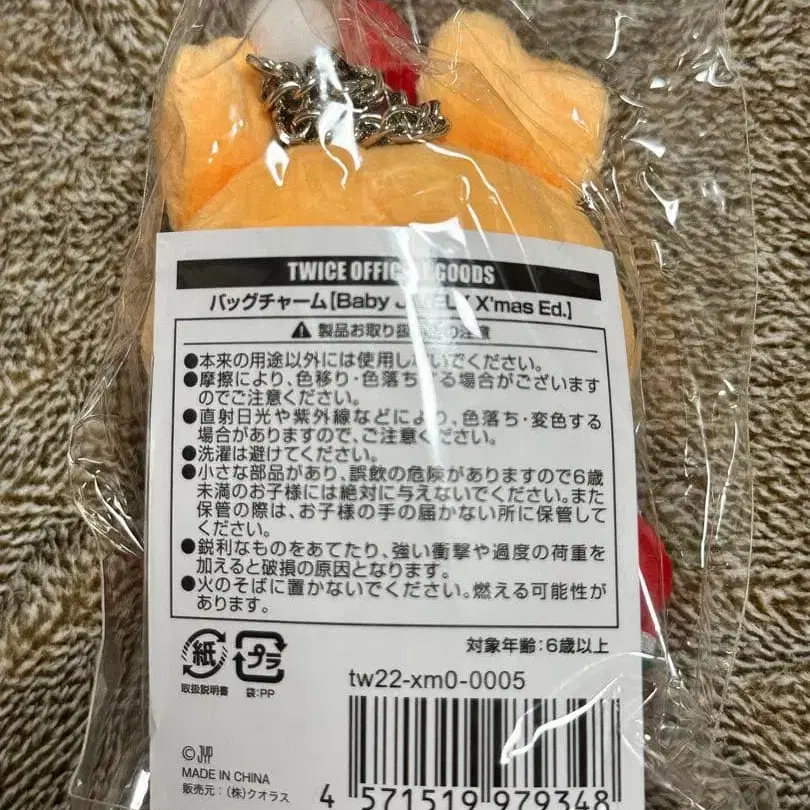 TWICE OFFICIAL GOODS
バッグチャーム【Baby X'mas Ed.】
製品お取り扱い上の注意
●本来の用途以外には使用しないでください。
●摩擦により、色移り・色落ちする場合がございます
のでご注意ください。
●直射日光や紫外線などにより、色落ち・変色する
場合がありますので、ご注意ください。
●洗濯は避けてください。
●小さな部品があり、誤飲の危険がありますので6歳
未満のお子様には絶対に与えないでください。また
保管の際は、お子様の手の届かない所に保管して
ください。
●鋭利なものをあてたり、強い衝撃や過度の荷重を
加えると破損の原因となります。
●火のそばに置かないでください。燃える可能性が
あります。
対象年齢:6歳以上
紙 プラ
取扱説明書 袋:PP
tw22-xm0-0005
©JYP
MADE IN CHINA
販売元:(株)クオラス
4 571519 979348